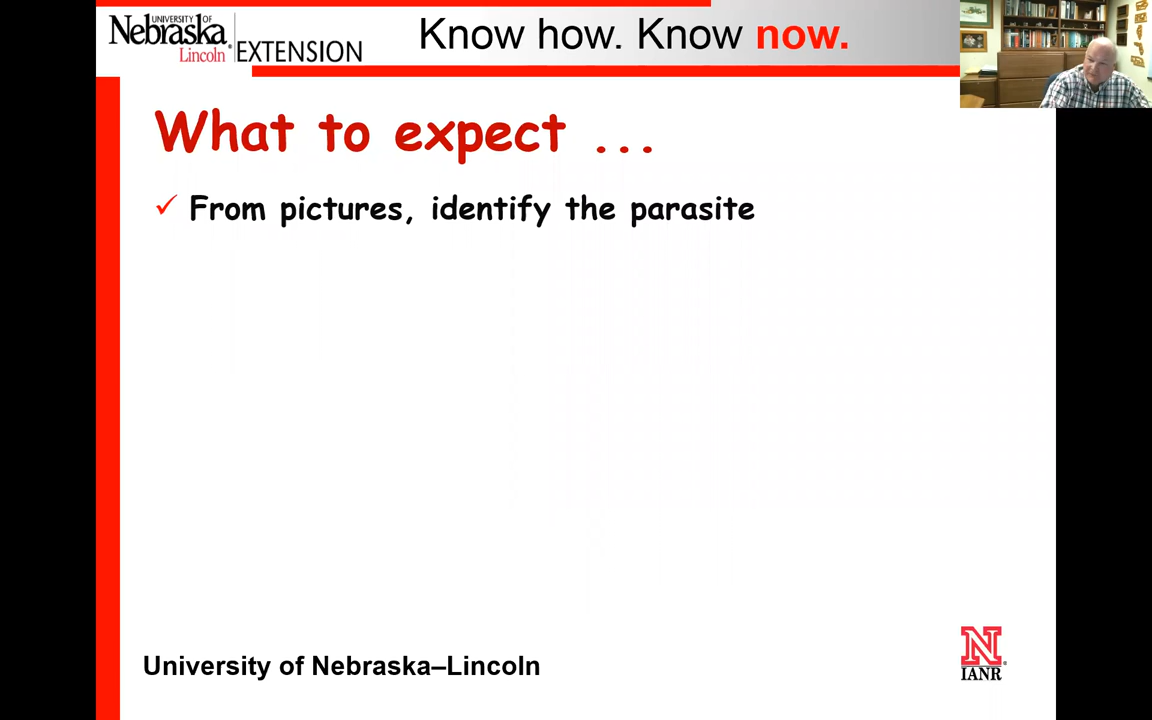 UNIVERSITY OF
Nebraska
Lincoln
EXTENSION
Know how. Know now.
What to expect ...
✓ From pictures, identify the parasite
University of Nebraska–Lincoln
N
IANR